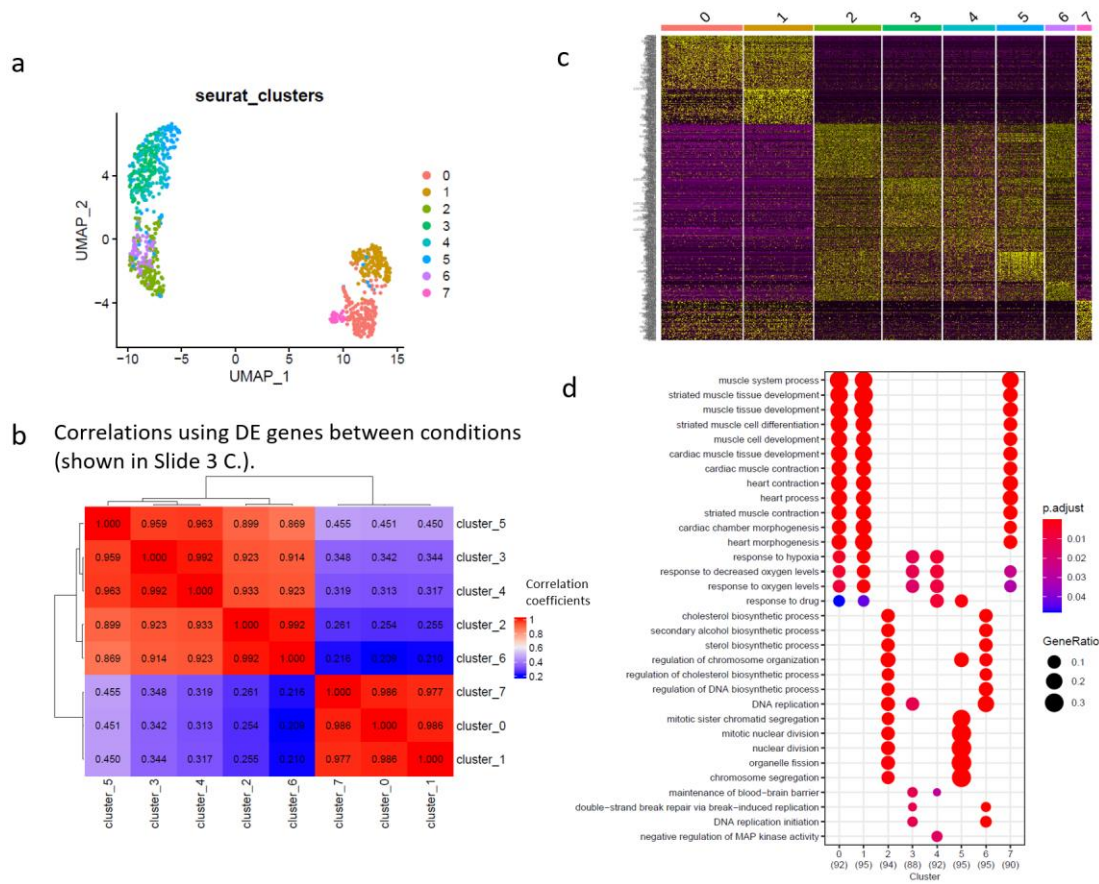 a
seurat_clusters
UMAP_2
4
0
−4
−10
−5
0
5
10
15
UMAP_1
0
1
2
3
4
5
6
7
b
Correlations using DE genes between conditions
(shown in Slide 3 C.).
1.000 0.959 0.963 0.899 0.869 0.455 0.451 0.450 cluster_5
0.959 1.000 0.992 0.923 0.914 0.348 0.342 0.344 cluster_3
0.963 0.992 1.000 0.933 0.923 0.319 0.313 0.317 cluster_4
0.899 0.923 0.933 1.000 0.992 0.261 0.254 0.255 cluster_2
0.869 0.914 0.923 0.992 1.000 0.216 0.209 0.210 cluster_6
0.455 0.348 0.319 0.261 0.216 1.000 0.986 0.977 cluster_7
0.451 0.342 0.313 0.254 0.209 0.986 1.000 0.986 cluster_0
0.450 0.344 0.317 0.255 0.210 0.977 0.986 1.000 cluster_1
cluster_5 cluster_3 cluster_4 cluster_2 cluster_6 cluster_7 cluster_0 cluster_1
Correlation
coefficients
1
0.8
0.6
0.4
0.2
c
0 1 2 3 4 5 6 7
d
muscle system process
striated muscle tissue development
muscle tissue development
striated muscle cell differentiation
muscle cell development
cardiac muscle tissue development
cardiac muscle contraction
heart contraction
heart process
striated muscle contraction
cardiac chamber morphogenesis
heart morphogenesis
response to hypoxia
response to decreased oxygen levels
response to oxygen levels
response to drug
cholesterol biosynthetic process
secondary alcohol biosynthetic process
sterol biosynthetic process
regulation of chromosome organization
regulation of cholesterol biosynthetic process
regulation of DNA biosynthetic process
DNA replication
mitotic sister chromatid segregation
mitotic nuclear division
nuclear division
organelle fission
chromosome segregation
maintenance of blood−brain barrier
double−strand break repair via break−induced replication
DNA replication initiation
negative regulation of MAP kinase activity
0 1 2 3 4 5 6 7
(92) (95) (94) (88) (92) (95) (95) (90)
Cluster
p.adjust
0.01
0.02
0.03
0.04
GeneRatio
0.1
0.2
0.3